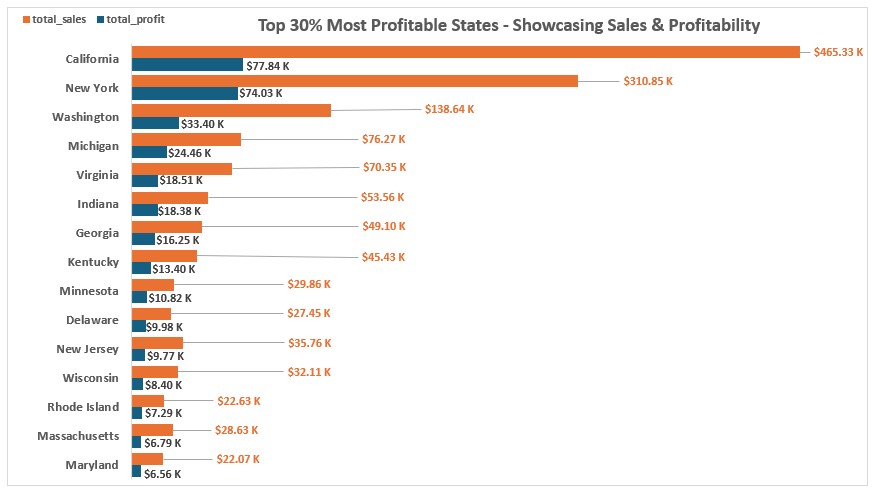 total_sales total_profit
Top 30% Most Profitable States - Showcasing Sales & Profitability
California $465.33 K
$77.84 K
New York $310.85 K
$74.03 K
Washington $138.64 K
$33.40 K
Michigan $76.27 K
$24.46 K
Virginia $70.35 K
$18.51 K
Indiana $53.56 K
$18.38 K
Georgia $49.10 K
$16.25 K
Kentucky $45.43 K
$13.40 K
Minnesota $29.86 K
$10.82 K
Delaware $27.45 K
$9.98 K
New Jersey $35.76 K
$9.77 K
Wisconsin $32.11 K
$8.40 K
Rhode Island $22.63 K
$7.29 K
Massachusetts $28.63 K
$6.79 K
Maryland $22.07 K
$6.56 K